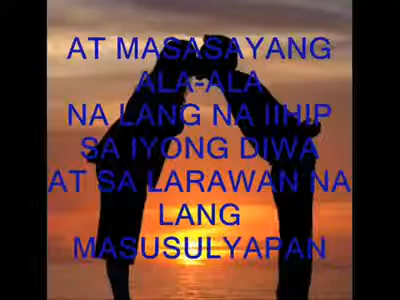 AT MASASAYANG
ALA-ALA
NA LANG NA IIHIP
SA IYONG DIWA
AT SA LARAWAN NA
LANG
MASUSULYAPAN